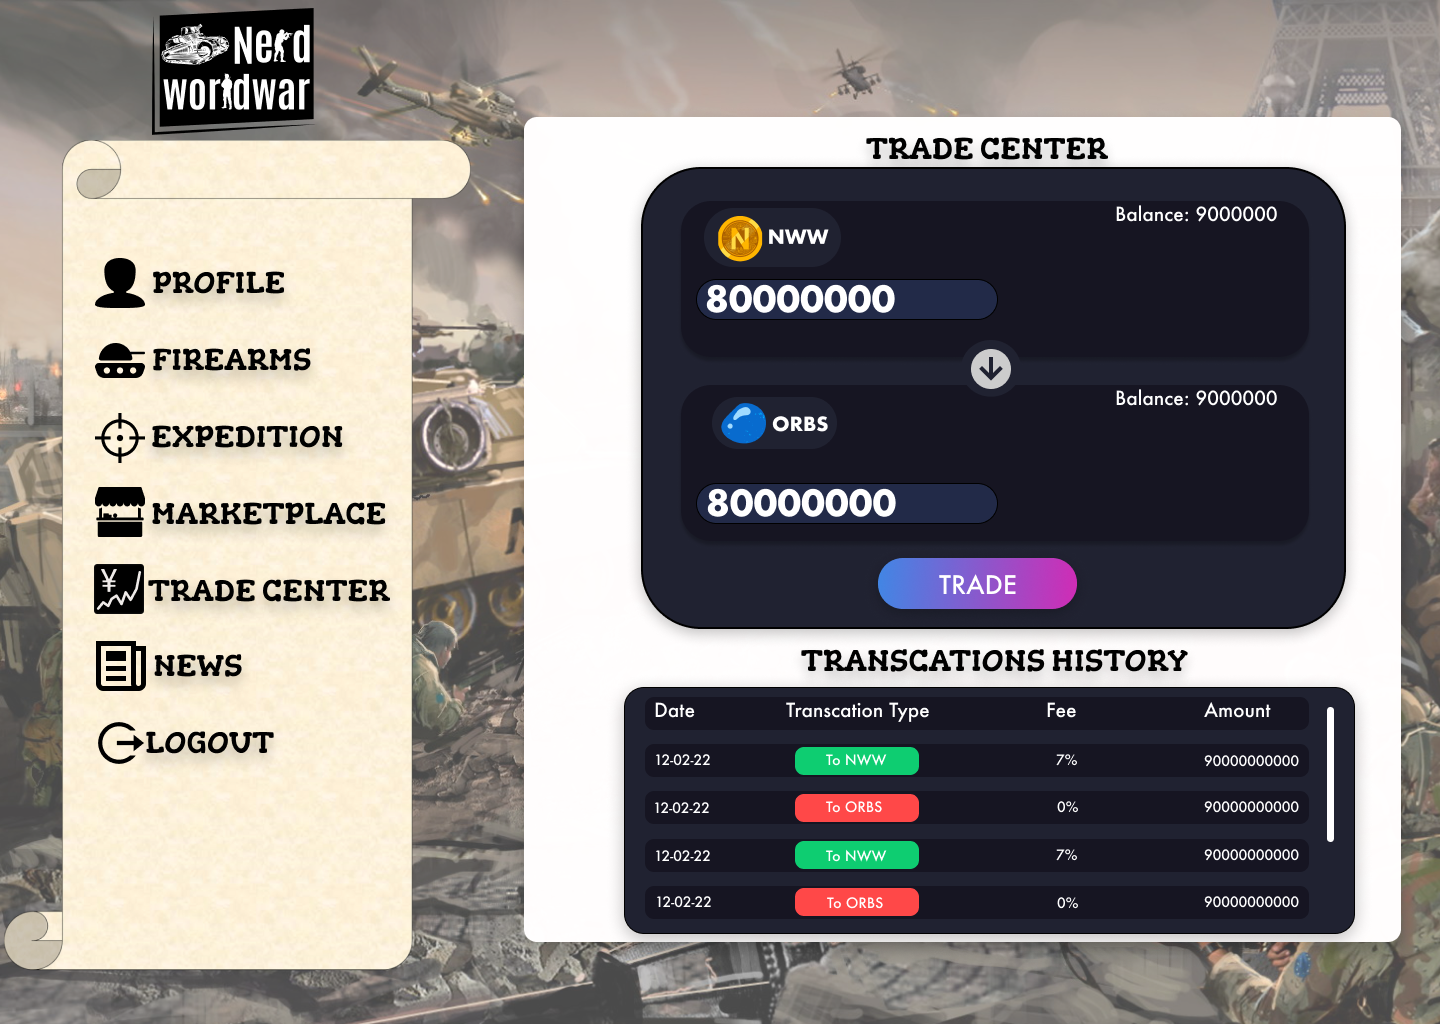 Nerd
worldwar
PROFILE
FIREARMS
EXPEDITION
MARKETPLACE
¥ TRADE CENTER
NEWS
LOGOUT
TRADE CENTER
N NWW Balance: 9000000
80000000
Balance: 9000000
ORBS
80000000
TRADE
TRANSCATIONS HISTORY
Date Transcation Type Fee Amount
12-02-22 To NWW 7% 90000000000
12-02-22 To ORBS 0% 90000000000
12-02-22 To NWW 7% 90000000000
12-02-22 To ORBS 0% 90000000000